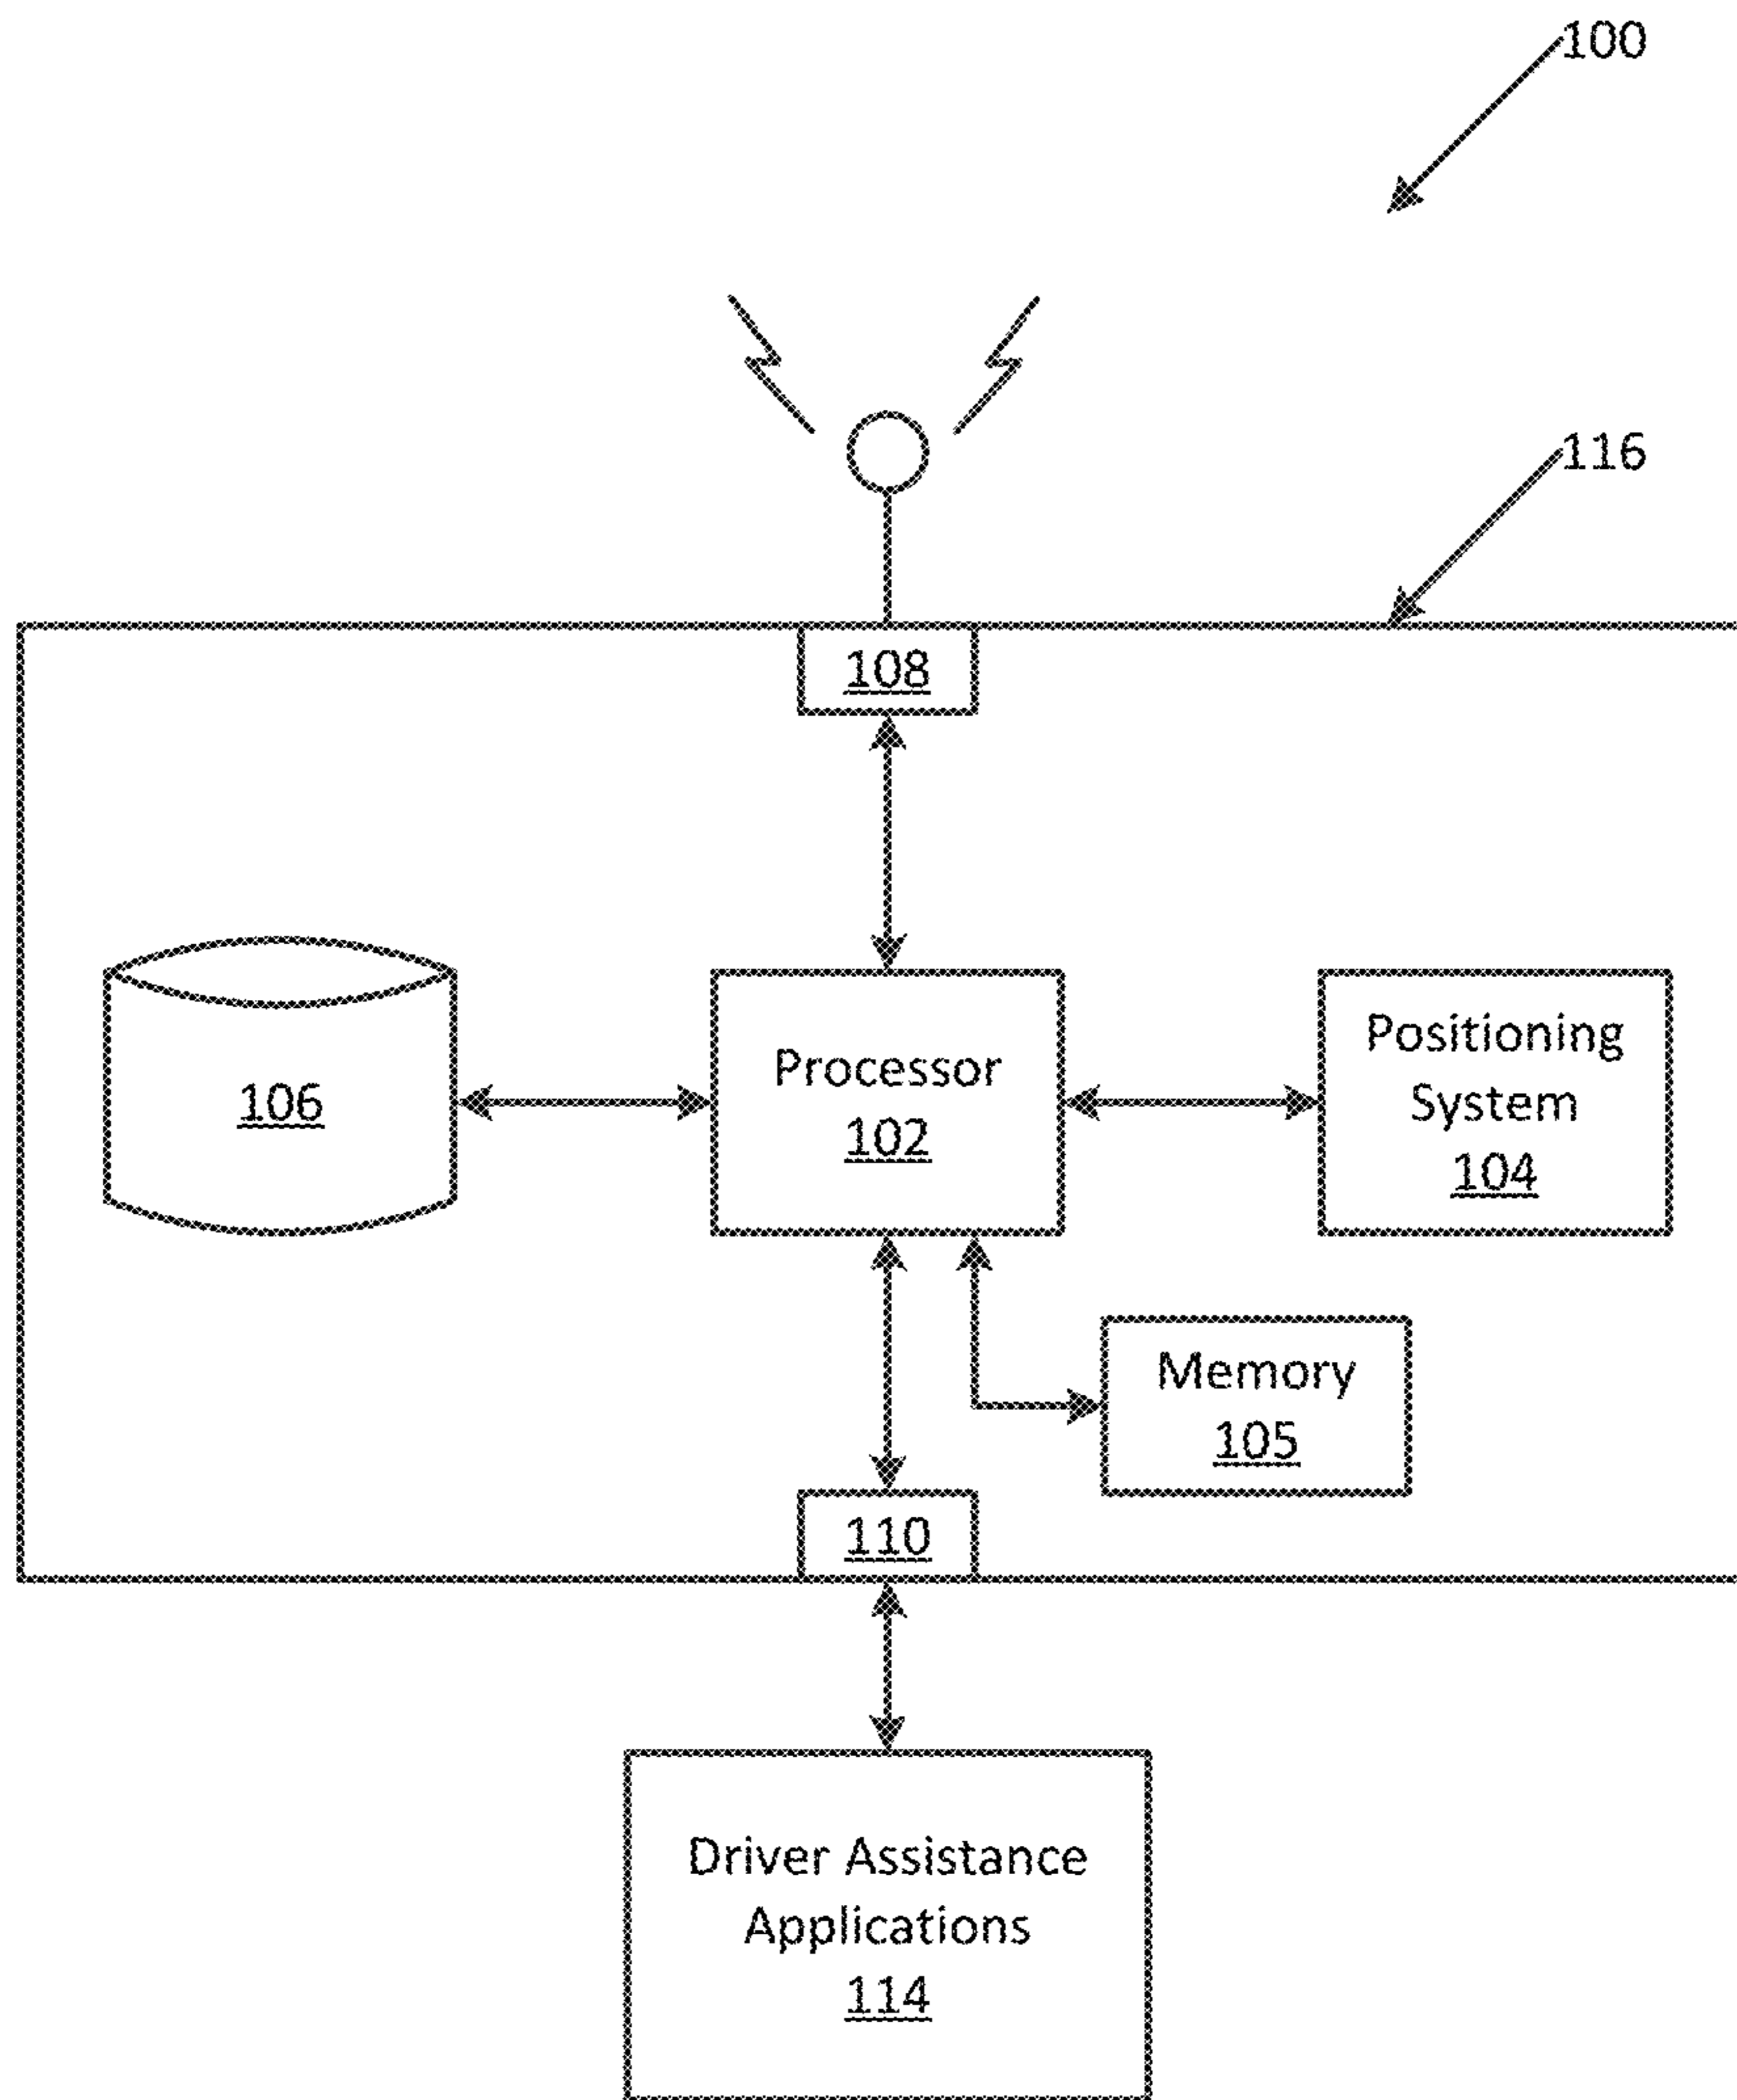 100
116
108
106
Processor
102
Positioning
System
104
Memory
105
110
Driver Assistance
Applications
114